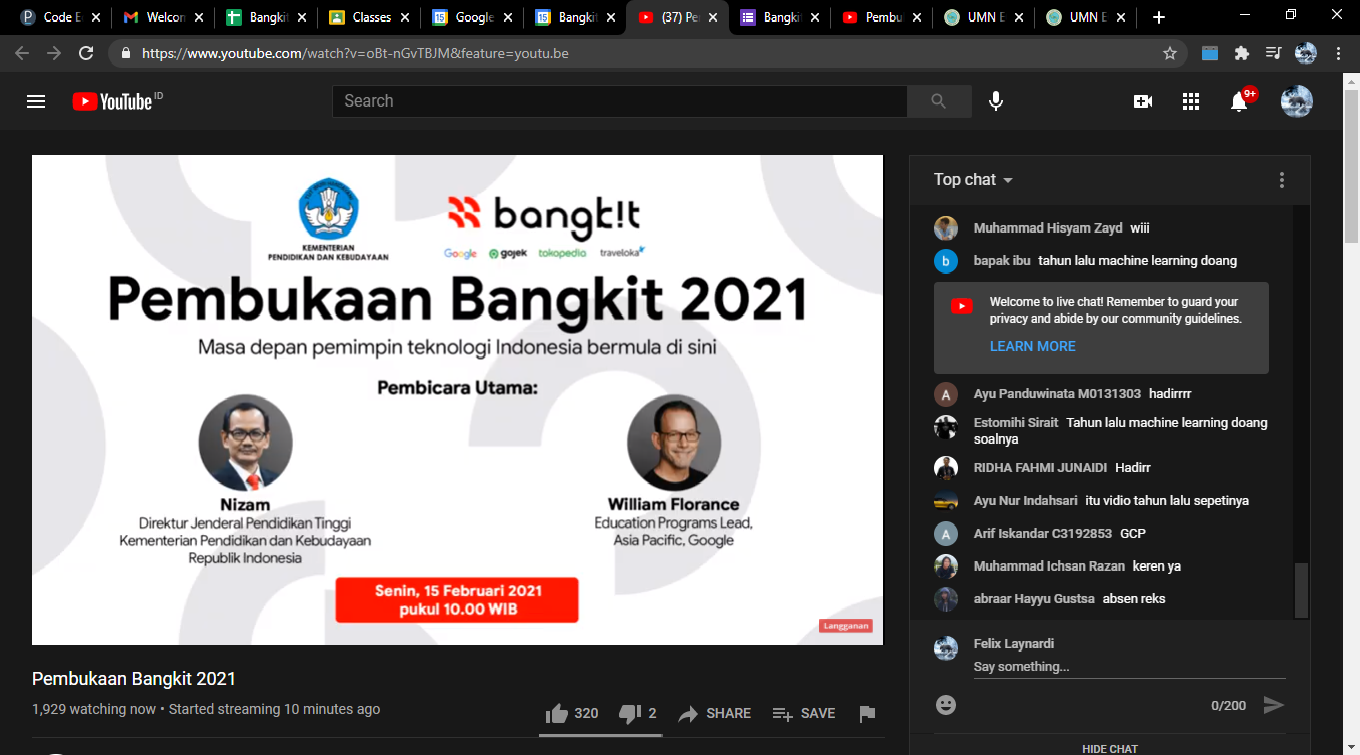 Code E
Welcon
Bangkit
Classes
Google
Bangkit
(37) Pe
Bangkit
Pembu
UMN E
UMN E
https://www.youtube.com/watch?v=oBt-nGvTBJM&feature=youtu.be
YouTube ID
Search
9+
KEMENTERIAN
PENDIDIKAN DAN KEBUDAYAAN
bangk!t
Google gojek tokopedia traveloka
Pembukaan Bangkit 2021
Masa depan pemimpin teknologi Indonesia bermula di sini
Pembicara Utama:
Nizam
Direktur Jenderal Pendidikan Tinggi
Kementerian Pendidikan dan Kebudayaan
Republik Indonesia
William Florance
Education Programs Lead,
Asia Pacific, Google
Senin, 15 Februari 2021
pukul 10.00 WIB
Langganan
Pembukaan Bangkit 2021
1,929 watching now • Started streaming 10 minutes ago
320
2
SHARE
SAVE
Top chat
Muhammad Hisyam Zayd wiii
b
bapak ibu tahun lalu machine learning doang
Welcome to live chat! Remember to guard your
privacy and abide by our community guidelines.
LEARN MORE
A
Ayu Panduwinata M0131303 hadirrrr
Estomihi Sirait Tahun lalu machine learning doang
soalnya
RIDHA FAHMI JUNAIDI Hadirr
Ayu Nur Indahsari itu vidio tahun lalu sepetinya
A
Arif Iskandar C3192853 GCP
Muhammad Ichsan Razan keren ya
abraar Hayyu Gustsa absen reks
Felix Laynardi
Say something...
0/200
HIDE CHAT